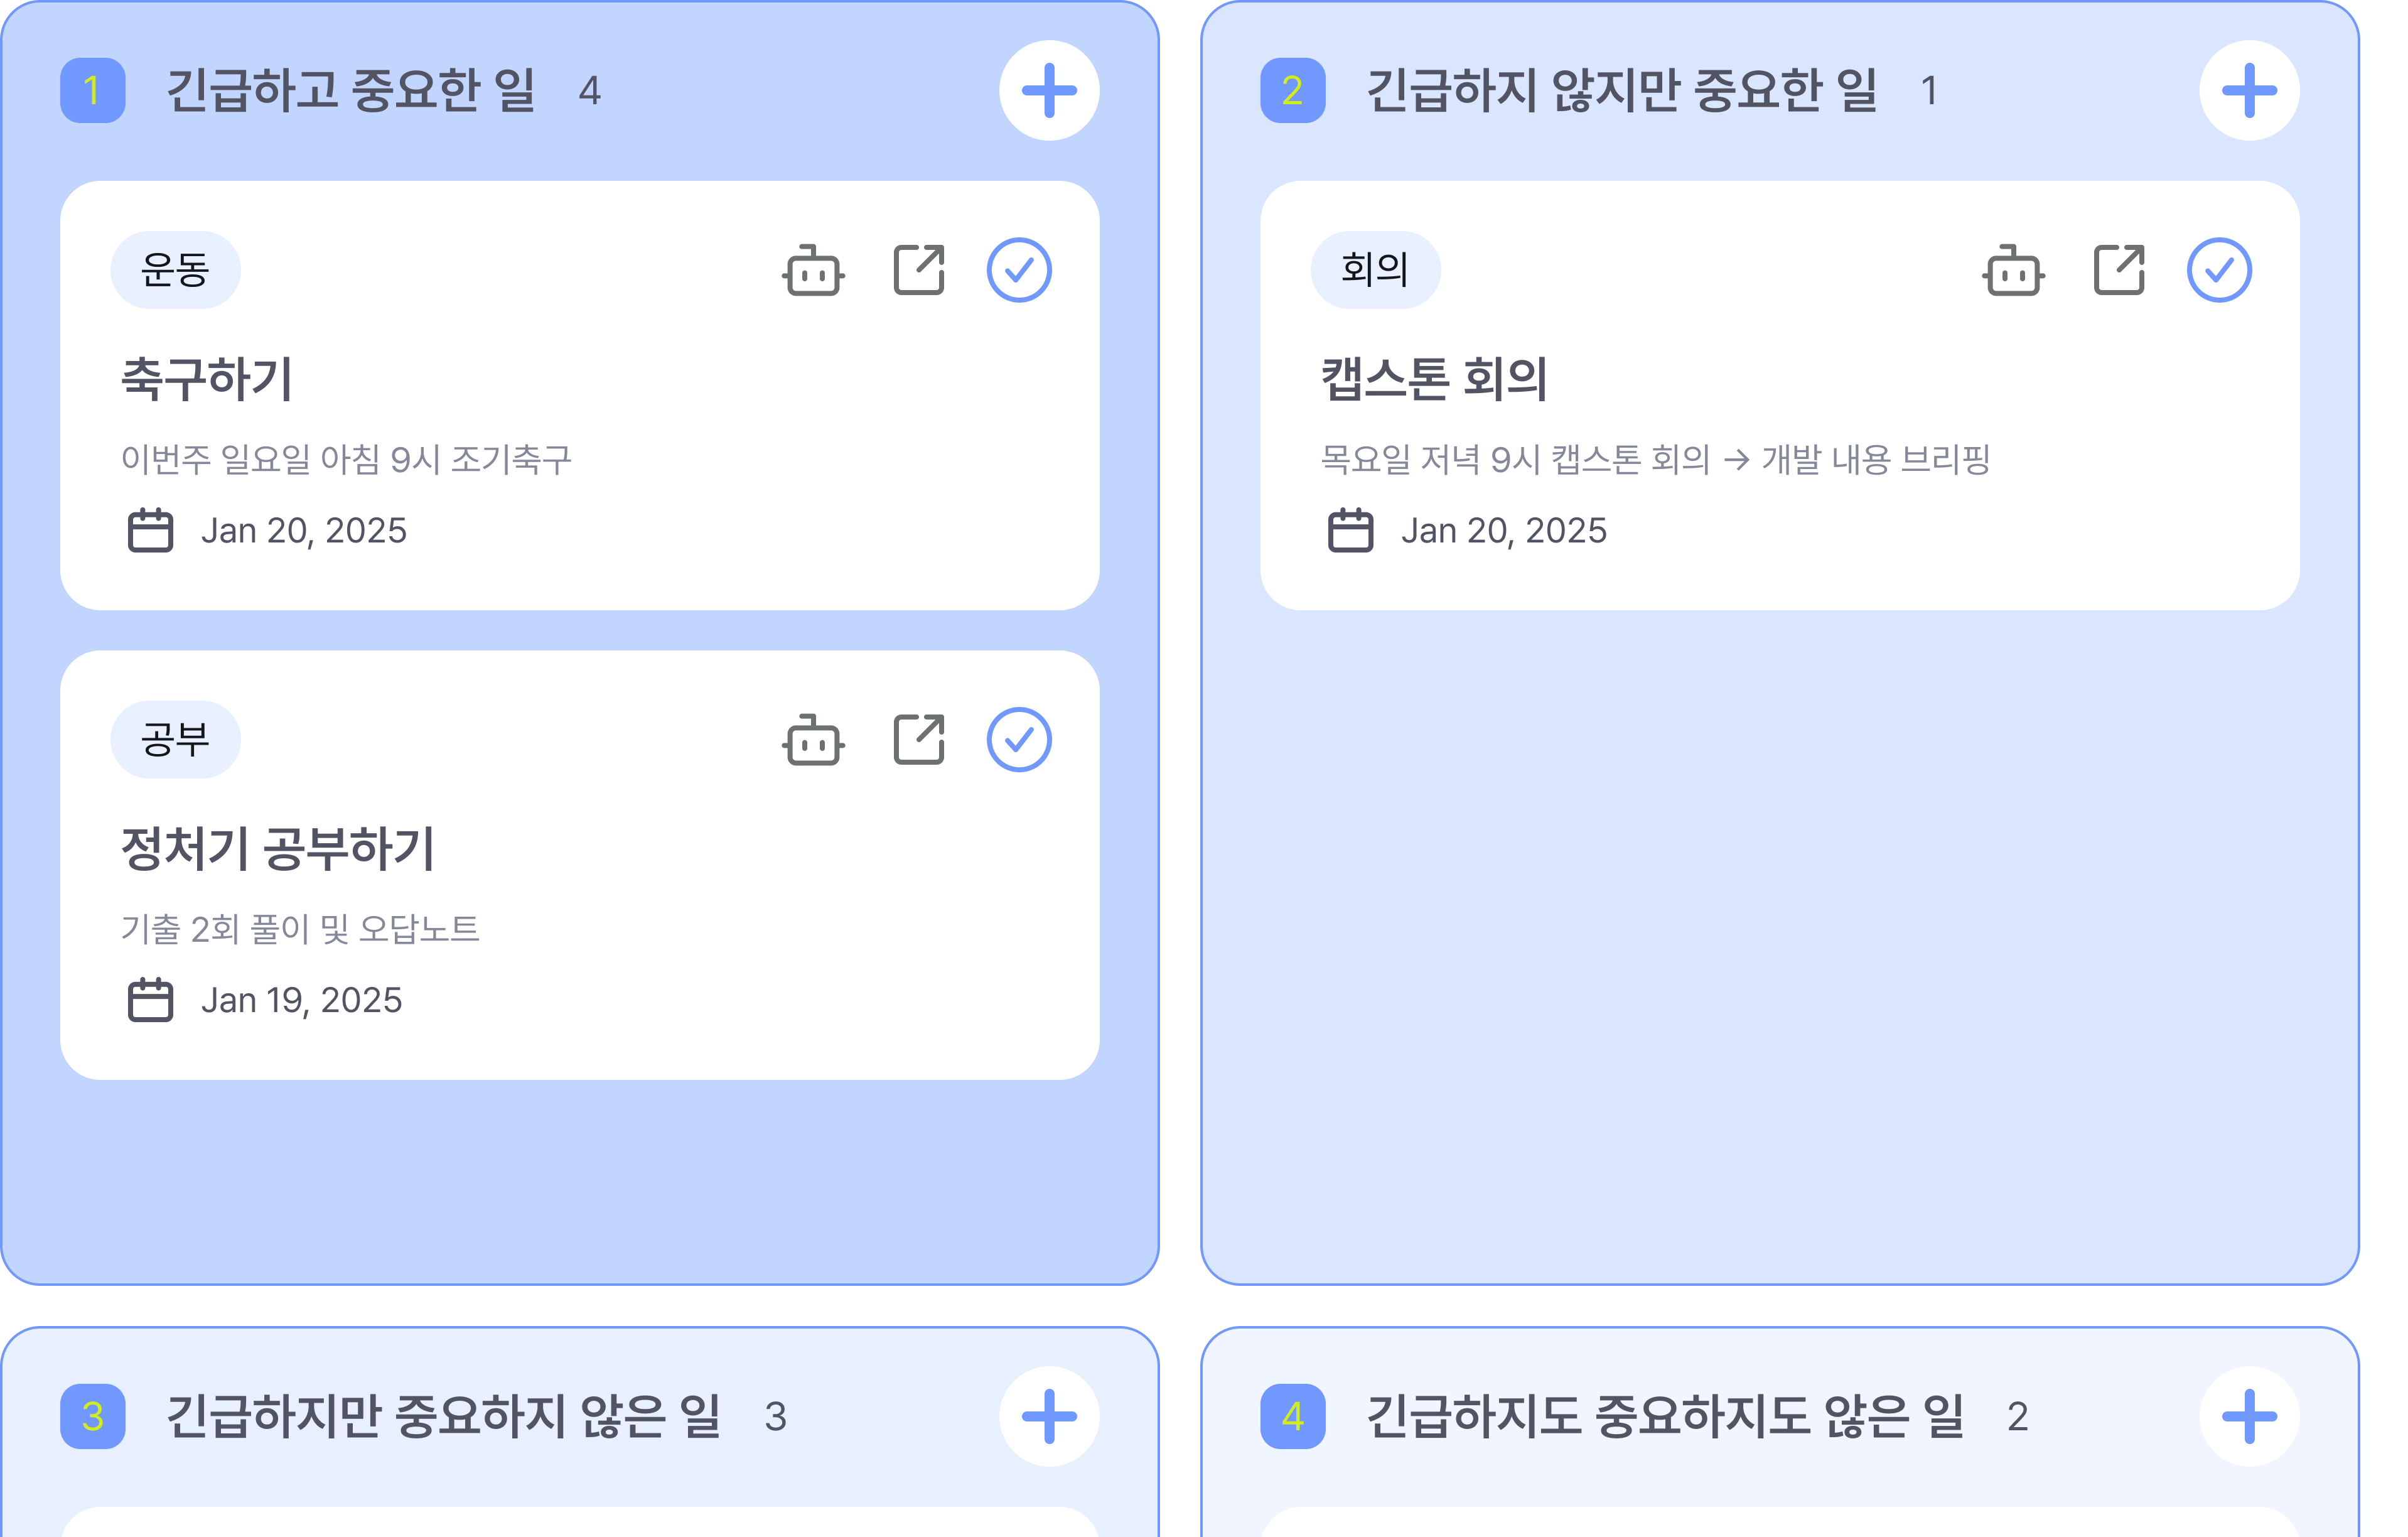 1 긴급하고 중요한 일 4
운동
축구하기
이번주 일요일 아침 9시 조기축구
Jan 20, 2025
공부
정처기 공부하기
기출 2회 풀이 및 오답노트
Jan 19, 2025
2 긴급하지 않지만 중요한 일 1
회의
캡스톤 회의
목요일 저녁 9시 캡스톤 회의 → 개발 내용 브리핑
Jan 20, 2025
3 긴급하지만 중요하지 않은 일 3
4 긴급하지도 중요하지도 않은 일 2